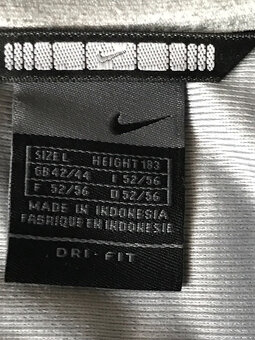 SIZE L HEIGHT 183
GB 42/44 I 52/56
F 52/56 D 52/56
MADE IN INDONESIA
FABRIQUE EN INDONESIE
DRI-FIT